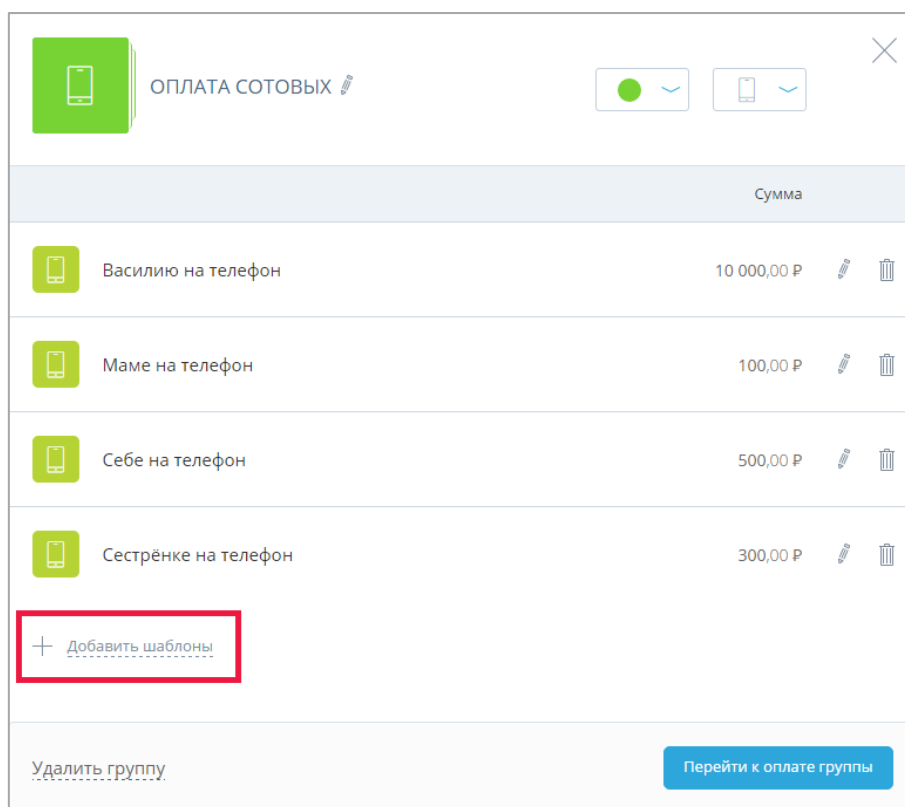 ОПЛАТА СОТОВЫХ
Сумма
Василию на телефон 10 000,00 ₽
Маме на телефон 100,00 ₽
Себе на телефон 500,00 ₽
Сестрёнке на телефон 300,00 ₽
Добавить шаблоны
Удалить группу Перейти к оплате группы